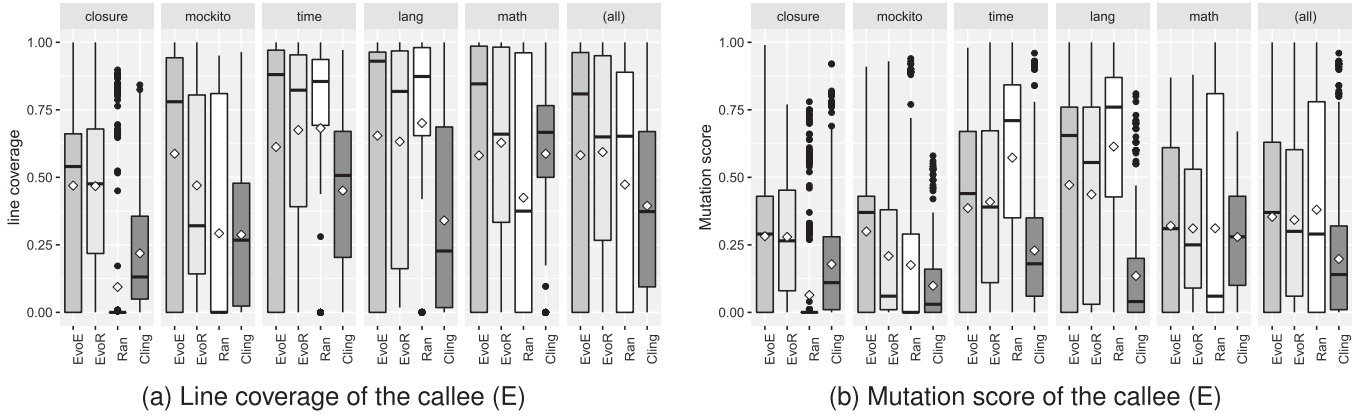 closure mockito time lang math (all)
line coverage
1.00
0.75
0.50
0.25
0.00
EvoE EvoR Ran Cling EvoE EvoR Ran Cling EvoE EvoR Ran Cling EvoE EvoR Ran Cling EvoE EvoR Ran Cling EvoE EvoR Ran Cling
(a) Line coverage of the callee (E)
closure mockito time lang math (all)
Mutation score
1.00
0.75
0.50
0.25
0.00
EvoE EvoR Ran Cling EvoE EvoR Ran Cling EvoE EvoR Ran Cling EvoE EvoR Ran Cling EvoE EvoR Ran Cling EvoE EvoR Ran Cling
(b) Mutation score of the callee (E)